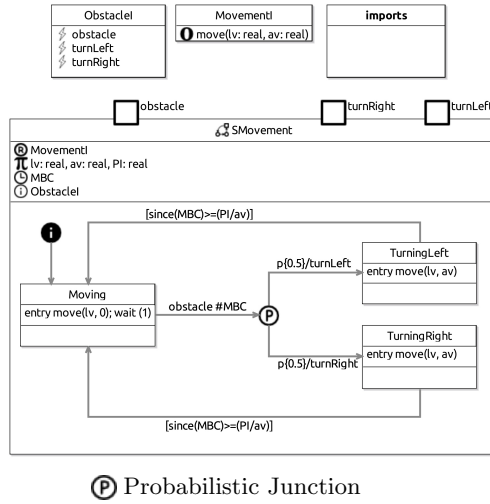 ObstacleI
obstacle
turnLeft
turnRight
MovementI
O move(lv: real, av: real)
imports
obstacle
turnRight
turnLeft
SMovement
R MovementI
π lv: real, av: real, PI: real
MBC
i ObstacleI
[since(MBC)>=(PI/av)]
i
TurningLeft
entry move(lv, av)
p{0.5}/turnLeft
Moving
entry move(lv, 0); wait (1)
obstacle #MBC
P
TurningRight
entry move(lv, av)
p{0.5}/turnRight
[since(MBC)>=(PI/av)]
P Probabilistic Junction